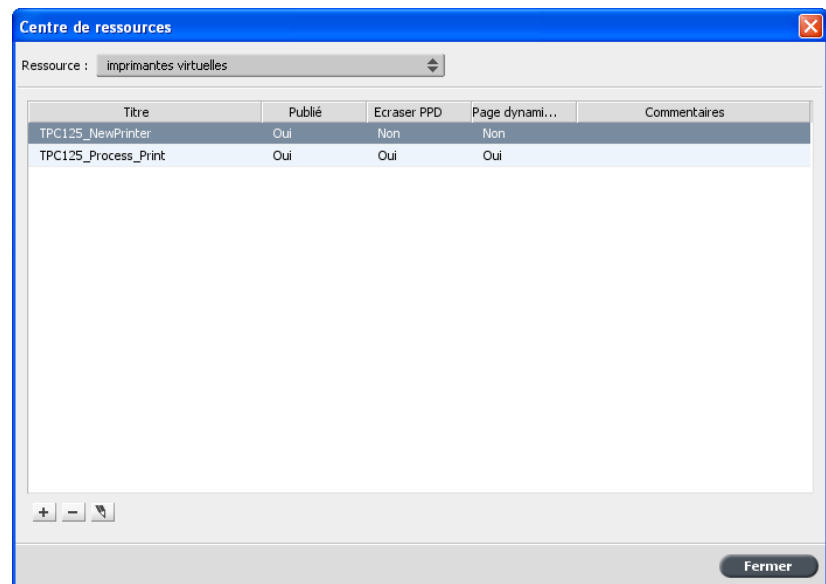 Centre de ressources
Ressource : imprimantes virtuelles
Titre Publié Ecraser PPD Page dynami... Commentaires
TPC125_NewPrinter Oui Non Non
TPC125_Process_Print Oui Oui Oui
Fermer